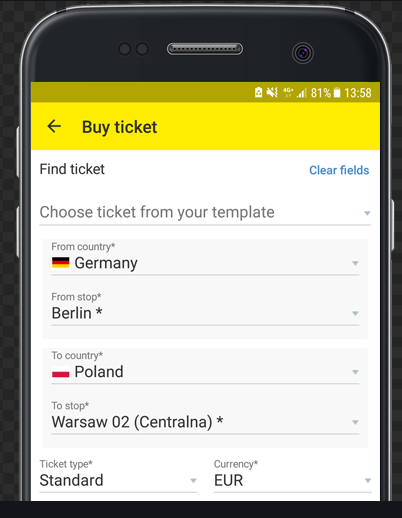 4G+
81%
13:58
Buy ticket
Find ticket
Clear fields
Choose ticket from your template
From country*
Germany
From stop*
Berlin *
To country*
Poland
To stop*
Warsaw 02 (Centralna) *
Ticket type*
Currency*
Standard
EUR